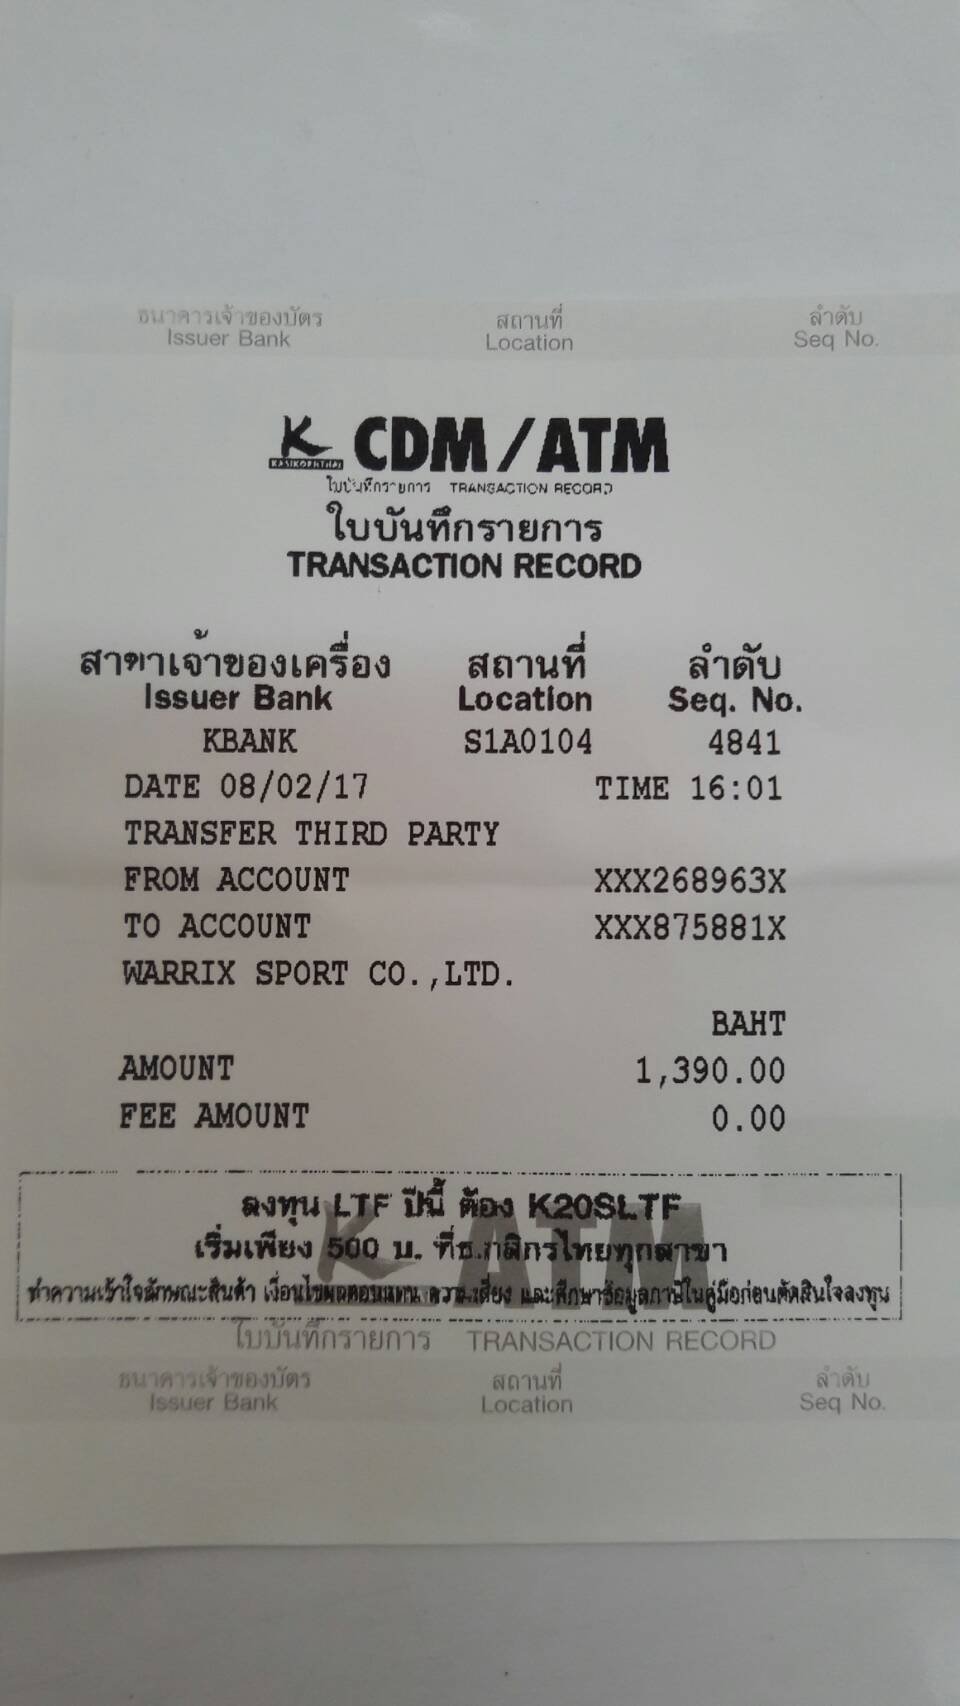 ธนาคารเจ้าของบัตร สถานที่ ลำดับ
Issuer Bank Location Seq No.
K CDM/ATM
KASIKORNTHAI
ใบบันทึกรายการ TRANSACTION RECORD
ใบบันทึกรายการ
TRANSACTION RECORD
สาขาเจ้าของเครื่อง สถานที่ ลำดับ
Issuer Bank Location Seq. No.
KBANK S1A0104 4841
DATE 08/02/17 TIME 16:01
TRANSFER THIRD PARTY
FROM ACCOUNT XXX268963X
TO ACCOUNT XXX875881X
WARRIX SPORT CO.,LTD.
BAHT
AMOUNT 1,390.00
FEE AMOUNT 0.00
ลงทุน LTF ปีนี้ ต้อง K20SLTF
เริ่มเพียง 500 บ. ที่ธ.กสิกรไทยทุกสาขา
ทำความเข้าใจลักษณะสินค้า เงื่อนไขผลตอบแทน ความเสี่ยง และศึกษาข้อมูลภาษีในคู่มือก่อนตัดสินใจลงทุน
K-ATM
ใบบันทึกรายการ TRANSACTION RECORD
ธนาคารเจ้าของบัตร สถานที่ ลำดับ
Issuer Bank Location Seq No.